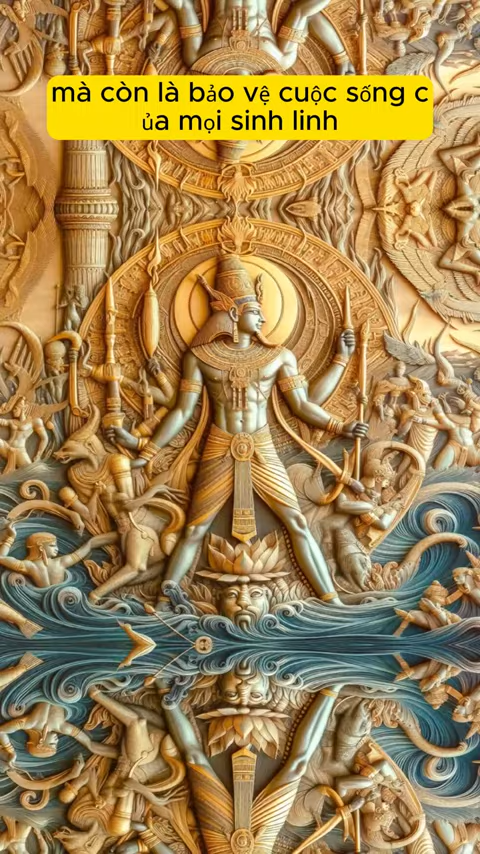 mà còn là bảo vệ cuộc sống c
ủa mọi sinh linh